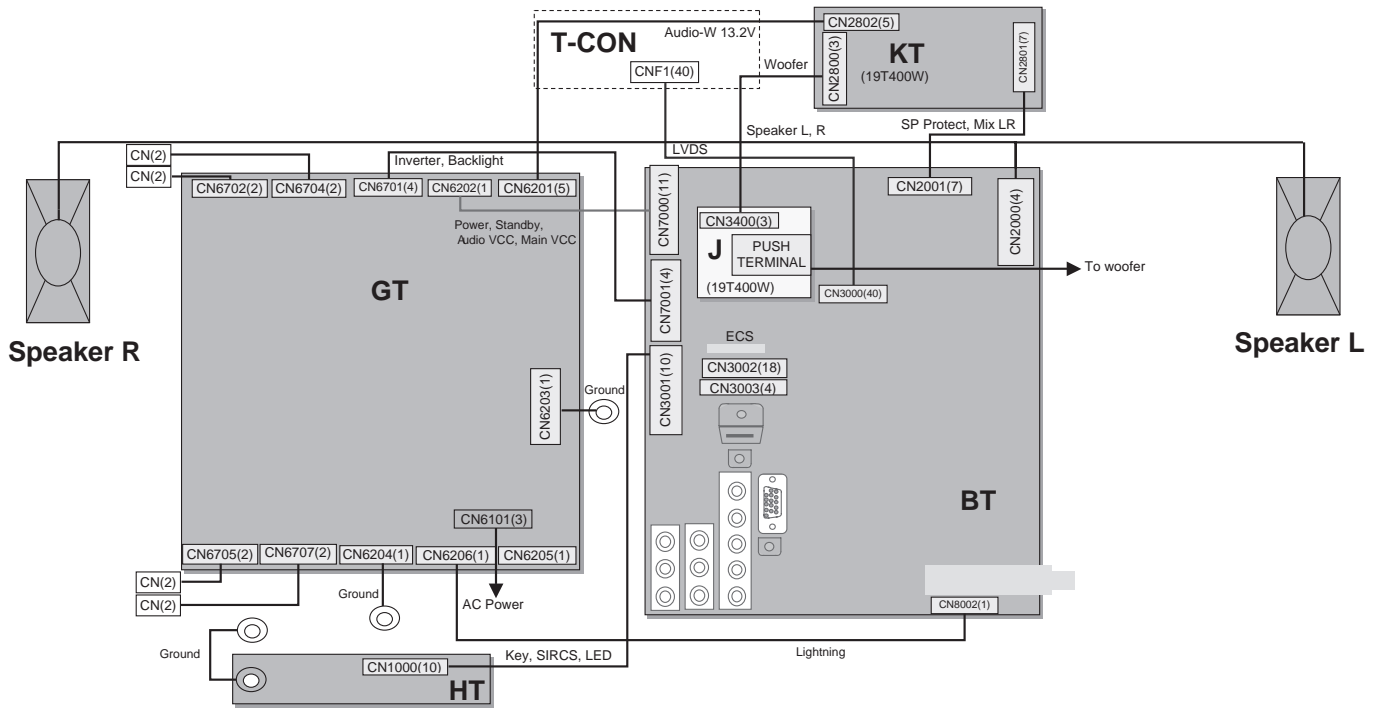 CN2802(5)
Audio-W 13.2V
T-CON
KT
CN2800(3)
CN2801(7)
CNF1(40)
Woofer
(19T400W)
Speaker L, R
SP Protect, Mix LR
CN(2)
LVDS
Inverter, Backlight
CN(2)
CN6702(2)
CN6704(2)
CN6701(4)
CN6202(1
CN6201(5)
CN7000(11)
CN2001(7)
CN2000(4)
Power, Standby,
Audio VCC, Main VCC
CN3400(3)
J
PUSH
TERMINAL
To woofer
GT
(19T400W)
CN3000(40)
CN7001(4)
Speaker R
ECS
Speaker L
CN3001(10)
CN3002(18)
CN3003(4)
CN6203(1)
Ground
BT
CN6101(3)
CN6705(2)
CN6707(2)
CN6204(1)
CN6206(1)
CN6205(1)
CN(2)
CN(2)
Ground
AC Power
CN8002(1)
Ground
Key, SIRCS, LED
Lightning
CN1000(10)
HT